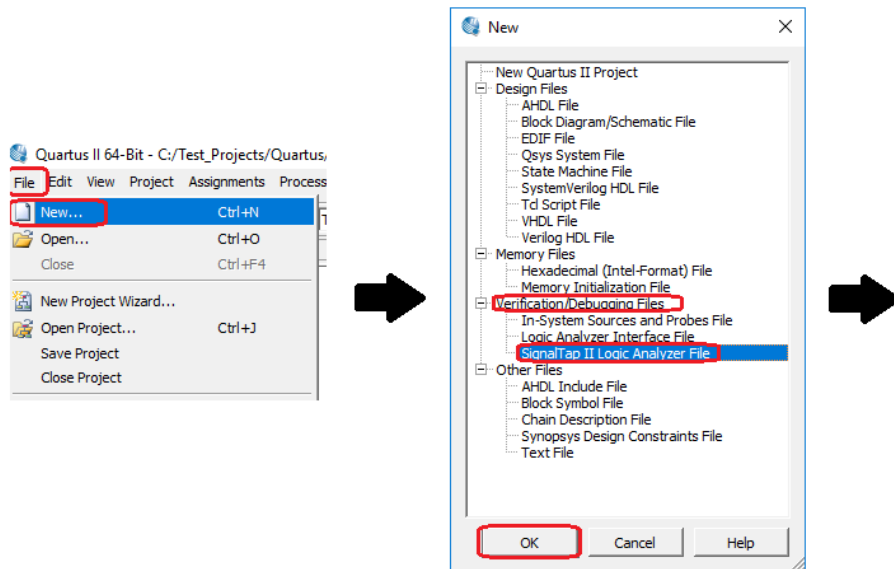 Quartus II 64-Bit - C:/Test_Projects/Quartus/
File Edit View Project Assignments Process
New... Ctrl+N
Open... Ctrl+O
Close Ctrl+F4
New Project Wizard...
Open Project... Ctrl+J
Save Project
Close Project
New
New Quartus II Project
Design Files
AHDL File
Block Diagram/Schematic File
EDIF File
Qsys System File
State Machine File
SystemVerilog HDL File
Tcl Script File
VHDL File
Verilog HDL File
Memory Files
Hexadecimal (Intel-Format) File
Memory Initialization File
Verification/Debugging Files
In-System Sources and Probes File
Logic Analyzer Interface File
SignalTap II Logic Analyzer File
Other Files
AHDL Include File
Block Symbol File
Chain Description File
Synopsys Design Constraints File
Text File
OK Cancel Help